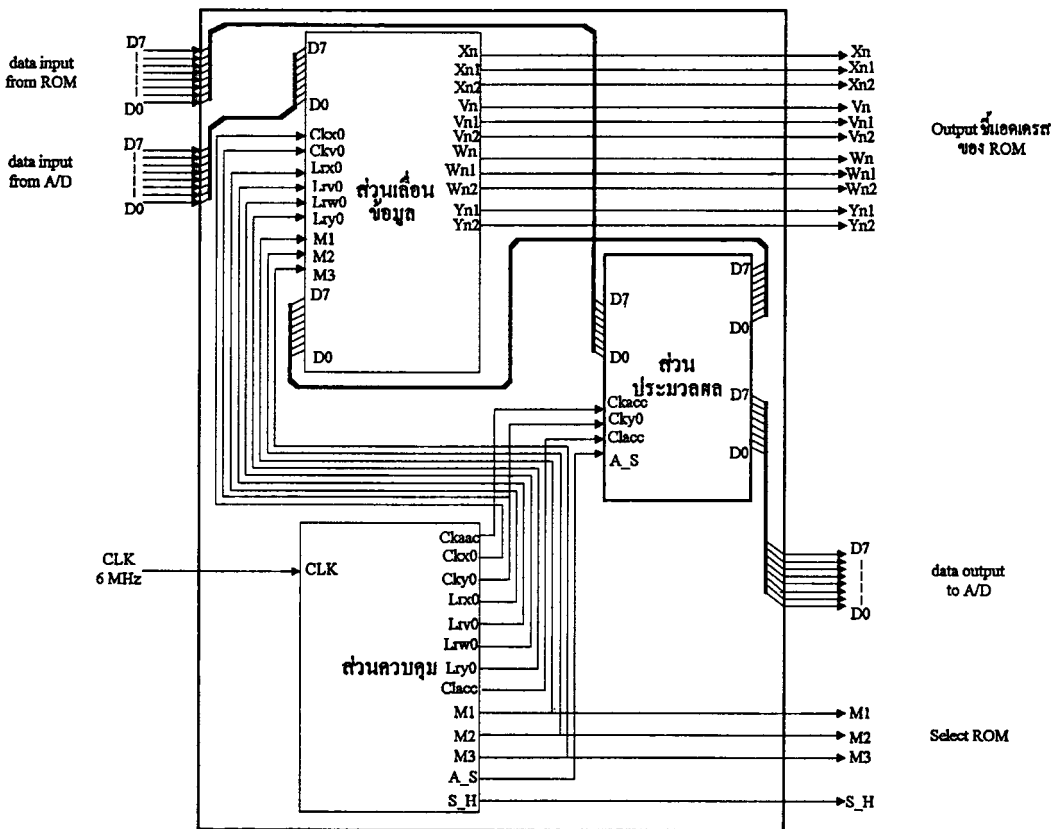 data input
from ROM
D7
D0
data input
from A/D
D7
D0
CLK
6 MHz
D7
D0
Ckx0
Ckv0
Lrx0
Lrv0
Lrw0
Lry0
M1
M2
M3
D7
D0
ส่วนเลื่อน
ข้อมูล
Xn
Xn1
Xn2
Vn
Vn1
Vn2
Wn
Wn1
Wn2
Yn1
Yn2
Xn
Xn1
Xn2
Vn
Vn1
Vn2
Wn
Wn1
Wn2
Yn1
Yn2
Output ชี้แอดเดรส
ของ ROM
D7
D0
Ckacc
Cky0
Clacc
A_S
ส่วน
ประมวลผล
D7
D0
D7
D0
D7
D0
data output
to A/D
CLK
ส่วนควบคุม
Ckaac
Ckx0
Cky0
Lrx0
Lrv0
Lrw0
Lry0
Clacc
M1
M2
M3
A_S
S_H
M1
M2
M3
S_H
Select ROM